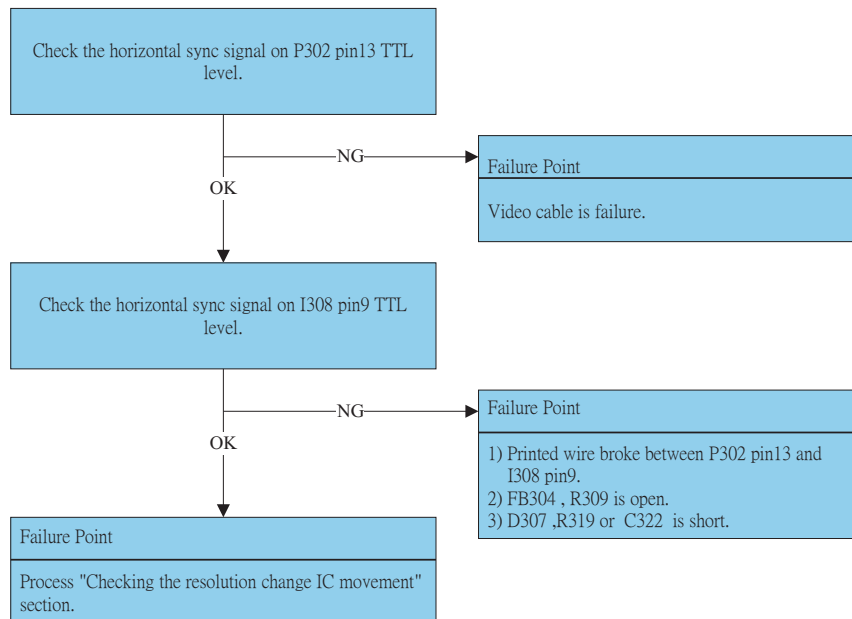 Check the horizontal sync signal on P302 pin13 TTL
level.
NG
Failure Point
Video cable is failure.
OK
Check the horizontal sync signal on I308 pin9 TTL
level.
NG
Failure Point
1) Printed wire broke between P302 pin13 and
I308 pin9.
2) FB304 , R309 is open.
3) D307 ,R319 or C322 is short.
OK
Failure Point
Process "Checking the resolution change IC movement"
section.